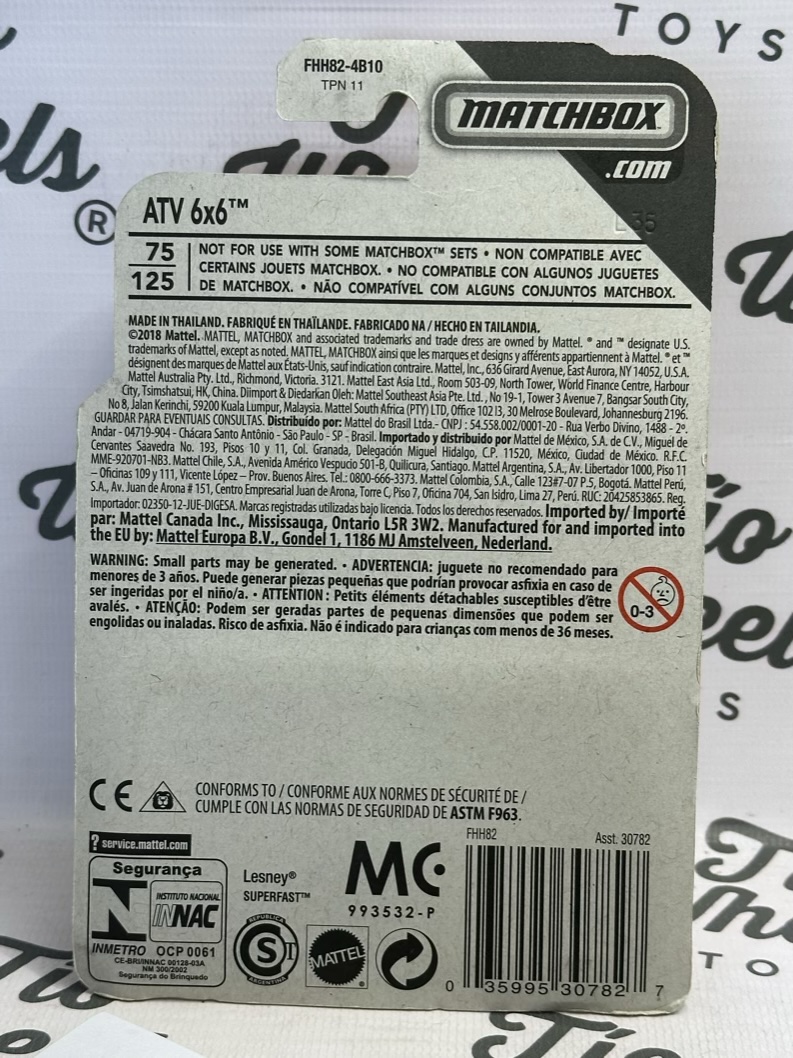 TOYS
FHH82-4B10
TPN 11
MATCHBOX
.com
ATV 6x6™
L35
75
125
NOT FOR USE WITH SOME MATCHBOX™ SETS • NON COMPATIBLE AVEC
CERTAINS JOUETS MATCHBOX. • NO COMPATIBLE CON ALGUNOS JUGUETES
DE MATCHBOX. • NÃO COMPATÍVEL COM ALGUNS CONJUNTOS MATCHBOX.
MADE IN THAILAND. FABRIQUÉ EN THAÏLANDE. FABRICADO NA / HECHO EN TAILANDIA.
©2018 Mattel. MATTEL, MATCHBOX and associated trademarks and trade dress are owned by Mattel. ® and ™ designate U.S.
trademarks of Mattel, except as noted. MATTEL, MATCHBOX ainsi que les marques et designs y afférents appartiennent à Mattel. ® et ™
désignent des marques de Mattel aux États-Unis, sauf indication contraire. Mattel, Inc., 636 Girard Avenue, East Aurora, NY 14052, U.S.A.
Mattel Australia Pty. Ltd., Richmond, Victoria. 3121. Mattel East Asia Ltd., Room 503-09, North Tower, World Finance Centre, Harbour
City, Tsimshatsui, HK, China. Diimport & Diedarkan Oleh: Mattel Southeast Asia Pte. Ltd., No 19-1, Tower 3 Avenue 7, Bangsar South City,
No 8, Jalan Kerinchi, 59200 Kuala Lumpur, Malaysia. Mattel South Africa (PTY) LTD, Office 102 I3, 30 Melrose Boulevard, Johannesburg 2196.
GUARDAR PARA EVENTUAIS CONSULTAS. Distribuído por: Mattel do Brasil Ltda.- CNPJ : 54.558.002/0001-20 - Rua Verbo Divino, 1488 - 2º.
Andar - 04719-904 - Chácara Santo Antônio - São Paulo - SP - Brasil. Importado y distribuido por Mattel de México, S.A. de C.V., Miguel de
Cervantes Saavedra No. 193, Pisos 10 y 11, Col. Granada, Delegación Miguel Hidalgo, C.P. 11520, México, Ciudad de México. R.F.C.
MME-920701-NB3. Mattel Chile, S.A., Avenida Américo Vespucio 501-B, Quilicura, Santiago. Mattel Argentina, S.A., Av. Libertador 1000, Piso 11
– Oficinas 109 y 111, Vicente López – Prov. Buenos Aires. Tel.: 0800-666-3373. Mattel Colombia, S.A., Calle 123#7-07 P.5, Bogotá. Mattel Perú,
S.A., Av. Juan de Arona # 151, Centro Empresarial Juan de Arona, Torre C, Piso 7, Oficina 704, San Isidro, Lima 27, Perú. RUC: 20425853865. Reg.
Importador: 02350-12-JUE-DIGESA. Marcas registradas utilizadas bajo licencia. Todos los derechos reservados. Imported by/ Importé
par: Mattel Canada Inc., Mississauga, Ontario L5R 3W2. Manufactured for and imported into
the EU by: Mattel Europa B.V., Gondel 1, 1186 MJ Amstelveen, Nederland.
WARNING: Small parts may be generated. • ADVERTENCIA: juguete no recomendado para
menores de 3 años. Puede generar piezas pequeñas que podrían provocar asfixia en caso de
ser ingeridas por el niño/a. • ATTENTION : Petits éléments détachables susceptibles d'être
avalés. • ATENÇÃO: Podem ser geradas partes de pequenas dimensões que podem ser
engolidas ou inaladas. Risco de asfixia. Não é indicado para crianças com menos de 36 meses.
0-3
CE
CONFORMS TO / CONFORME AUX NORMES DE SÉCURITÉ DE /
CUMPLE CON LAS NORMAS DE SEGURIDAD DE ASTM F963.
? service.mattel.com
Segurança
INSTITUTO NACIONAL
INNAC
INMETRO OCP 0061
CE-BRI/INNAC 00128-03A
NM 300/2002
Segurança do Brinquedo
Lesney®
SUPERFAST™
MC
993532-P
REPUBLICA
S
ARGENTINA
MATTEL
FHH82
Asst. 30782
0 35995 30782 7